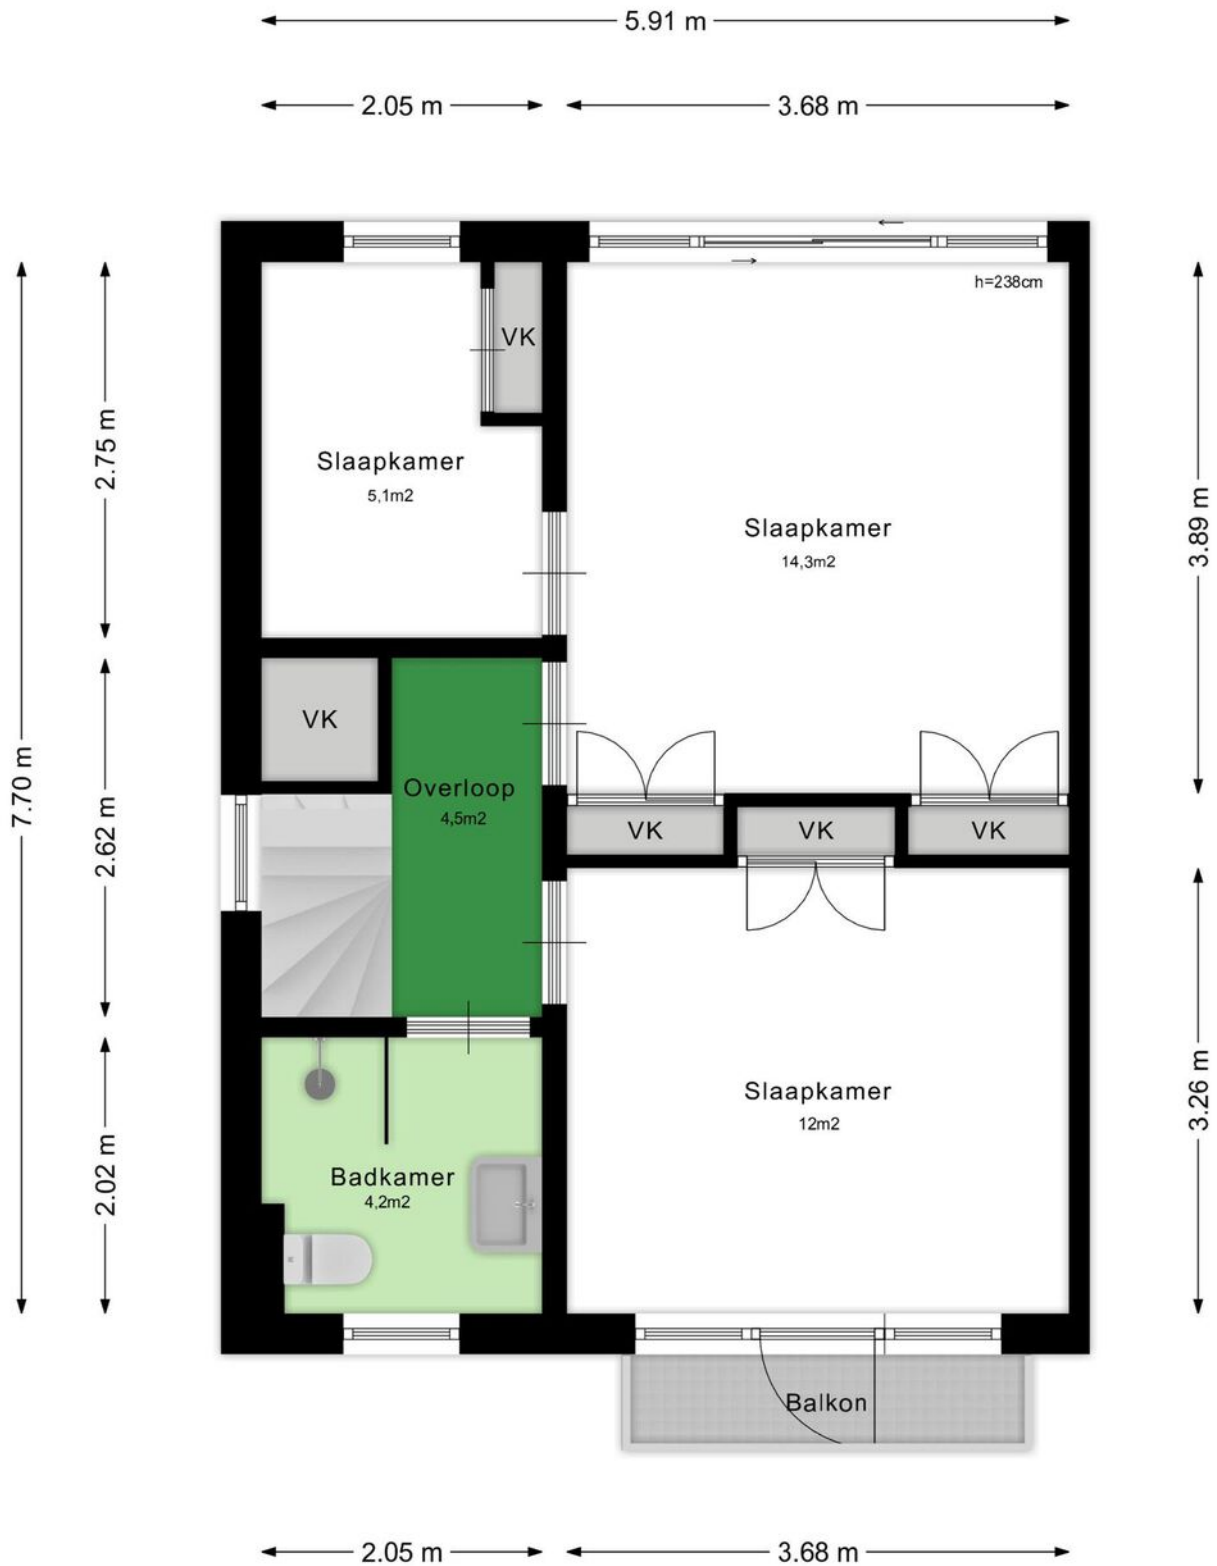 5.91 m
2.05 m
3.68 m
h=238cm
VK
2.75 m
Slaapkamer
5,1m2
3.89 m
Slaapkamer
14,3m2
VK
7.70 m
Overloop
4,5m2
2.62 m
VK
VK
VK
Slaapkamer
12m2
3.26 m
2.02 m
Badkamer
4,2m2
Balkon
2.05 m
3.68 m